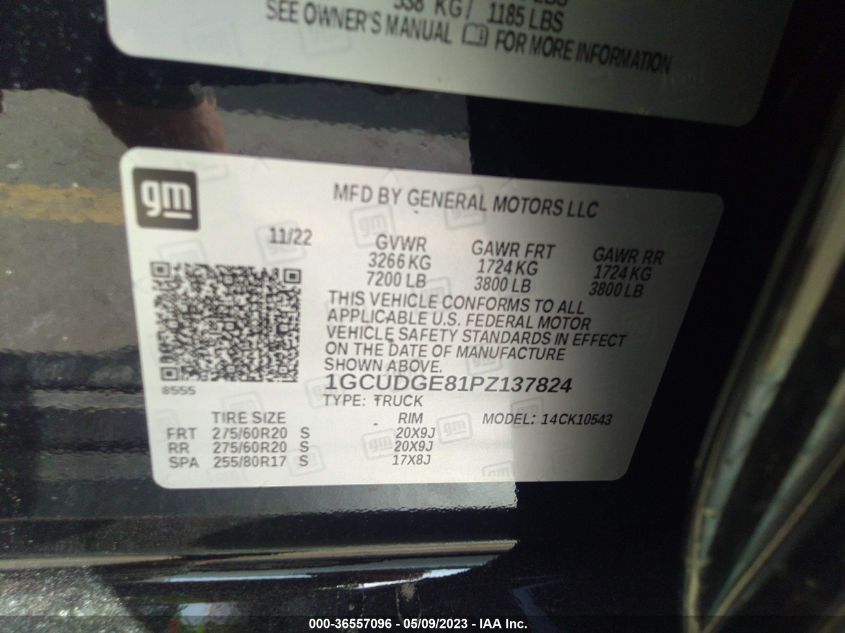 KG/ 1185 LBS
SEE OWNER'S MANUAL FOR MORE INFORMATION
gm
MFD BY GENERAL MOTORS LLC
11/22
GVWR GAWR FRT GAWR RR
3266 KG 1724 KG 1724 KG
7200 LB 3800 LB 3800 LB
THIS VEHICLE CONFORMS TO ALL
APPLICABLE U.S. FEDERAL MOTOR
VEHICLE SAFETY STANDARDS IN EFFECT
ON THE DATE OF MANUFACTURE
SHOWN ABOVE.
8555
1GCUDGE81PZ137824
TYPE: TRUCK
TIRE SIZE RIM MODEL: 14CK10543
FRT 275/60R20 S 20X9J
RR 275/60R20 S 20X9J
SPA 255/80R17 S 17X8J
000-36557096 - 05/09/2023 - IAA Inc.